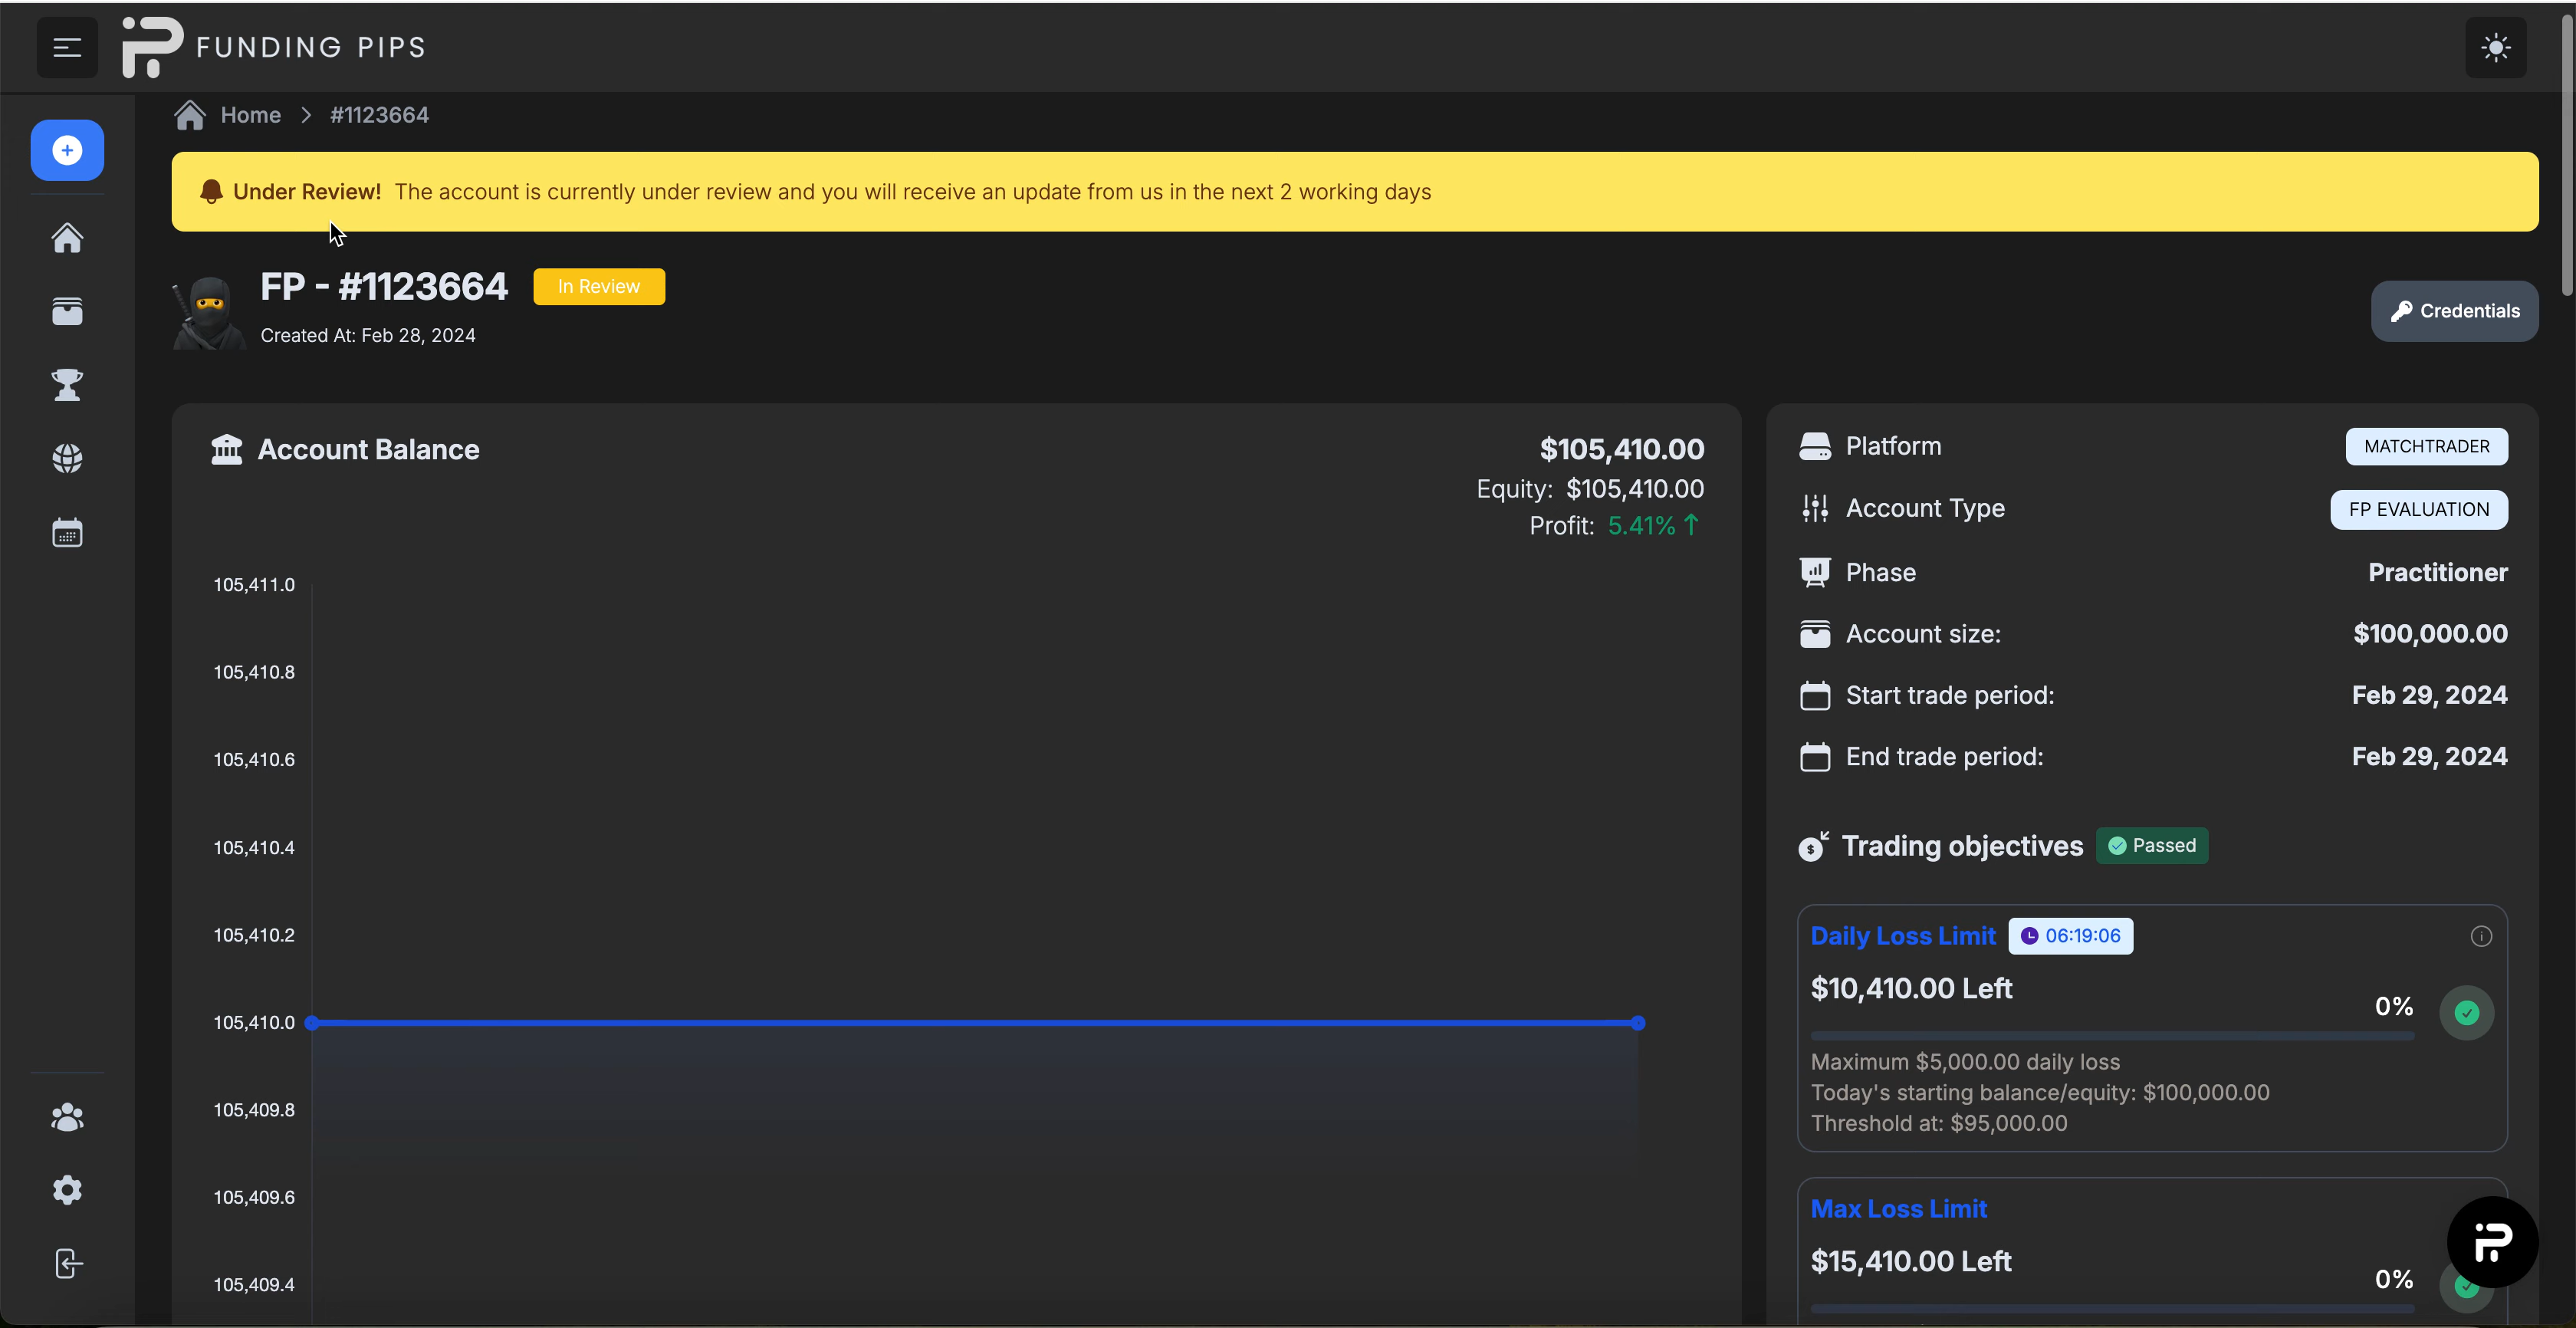 FUNDING PIPS
Home > #1123664
Under Review! The account is currently under review and you will receive an update from us in the next 2 working days
FP - #1123664 In Review
Created At: Feb 28, 2024
Credentials
Account Balance
$105,410.00
Equity: $105,410.00
Profit: 5.41% ↑
105,411.0
105,410.8
105,410.6
105,410.4
105,410.2
105,410.0
105,409.8
105,409.6
105,409.4
Platform MATCHTRADER
Account Type FP EVALUATION
Phase Practitioner
Account size: $100,000.00
Start trade period: Feb 29, 2024
End trade period: Feb 29, 2024
Trading objectives Passed
Daily Loss Limit 06:19:06
$10,410.00 Left
0%
Maximum $5,000.00 daily loss
Today's starting balance/equity: $100,000.00
Threshold at: $95,000.00
Max Loss Limit
$15,410.00 Left
0%